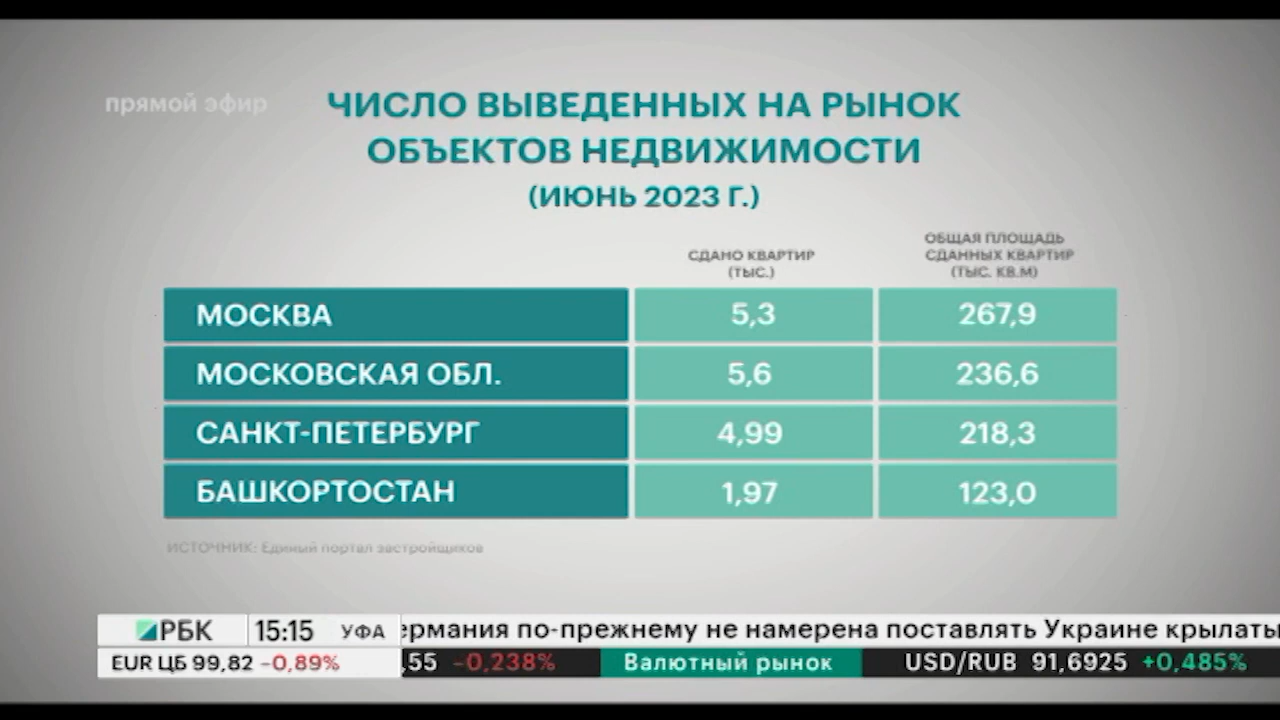 прямой эфир
ЧИСЛО ВЫВЕДЕННЫХ НА РЫНОК
ОБЪЕКТОВ НЕДВИЖИМОСТИ
(ИЮНЬ 2023 Г.)
СДАНО КВАРТИР
(ТЫС.)
ОБЩАЯ ПЛОЩАДЬ
СДАННЫХ КВАРТИР
(ТЫС. КВ.М)
МОСКВА 5,3 267,9
МОСКОВСКАЯ ОБЛ. 5,6 236,6
САНКТ-ПЕТЕРБУРГ 4,99 218,3
БАШКОРТОСТАН 1,97 123,0
ИСТОЧНИК: Единый портал застройщиков
РБК 15:15 УФА ермания по-прежнему не намерена поставлять Украине крылаты
EUR ЦБ 99,82 -0,89% ,55 -0,238% Валютный рынок USD/RUB 91,6925 +0,485%